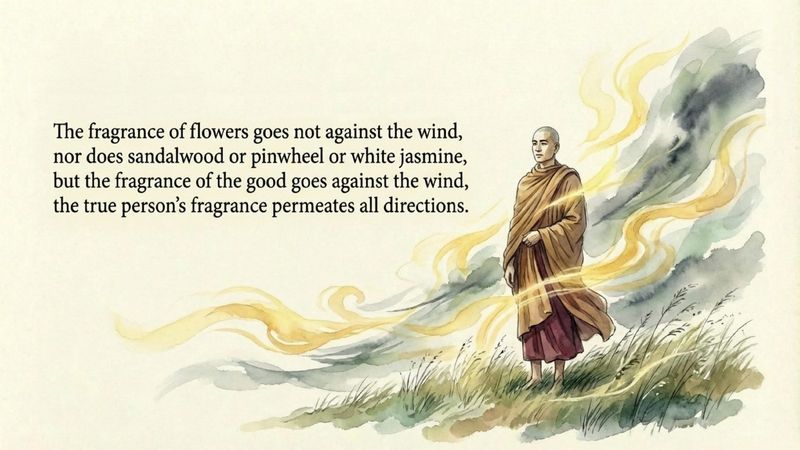 The fragrance of flowers goes not against the wind,
nor does sandalwood or pinwheel or white jasmine,
but the fragrance of the good goes against the wind,
the true person’s fragrance permeates all directions.